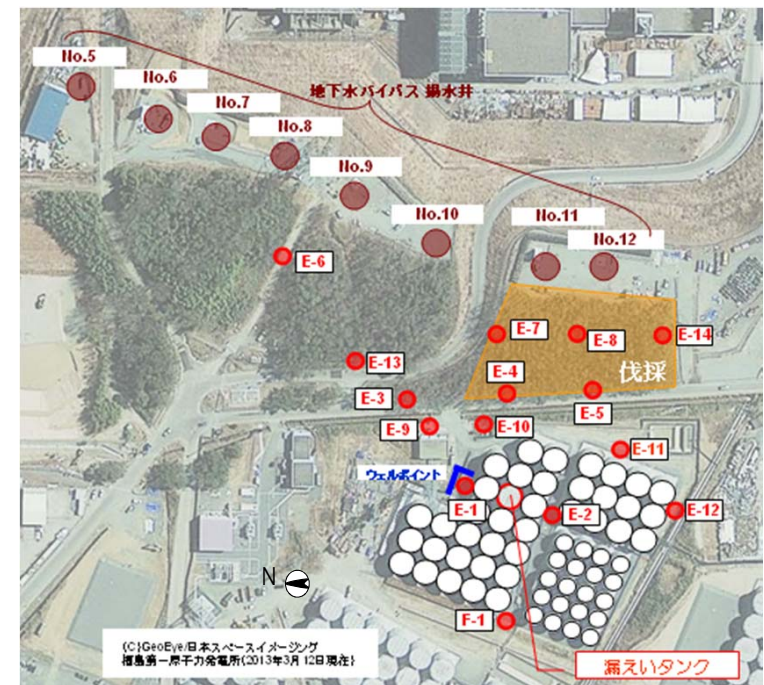 No.5
No.6
No.7
No.8
地下水バイパス 揚水井
No.9
No.10
No.11
No.12
E-6
E-7
E-8
E-14
E-13
E-4
伐採
E-3
E-5
E-9
E-10
E-11
ウェルポイント
E-1
E-2
E-12
N
F-1
(C)GeoEye/日本スペースイメージング
福島第一原子力発電所(2013年3月12日現在)
漏えいタンク